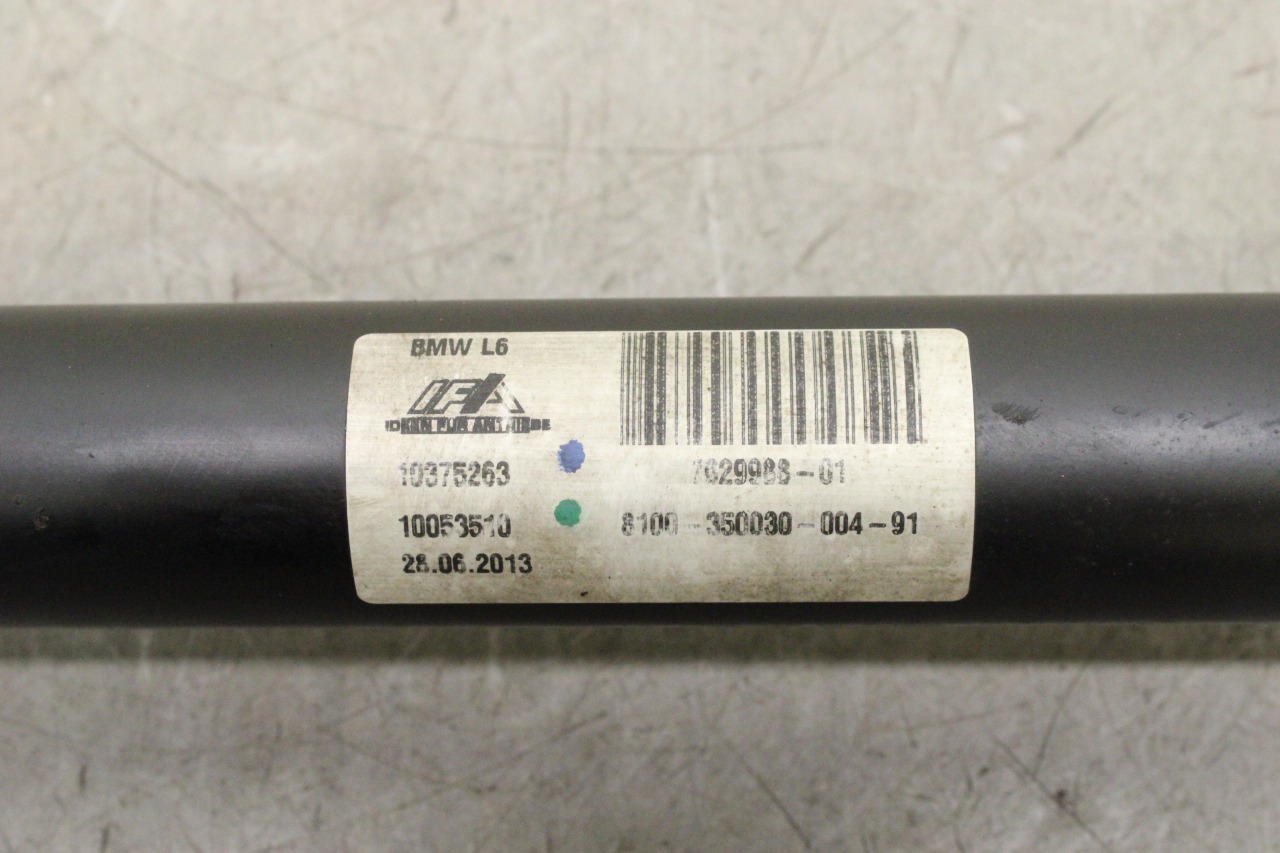 BMW L6
IFA
IDEEN FÜR ANTRIEBE
10375263
7629988-01
10053510
8100-350030-004-91
28.06.2013